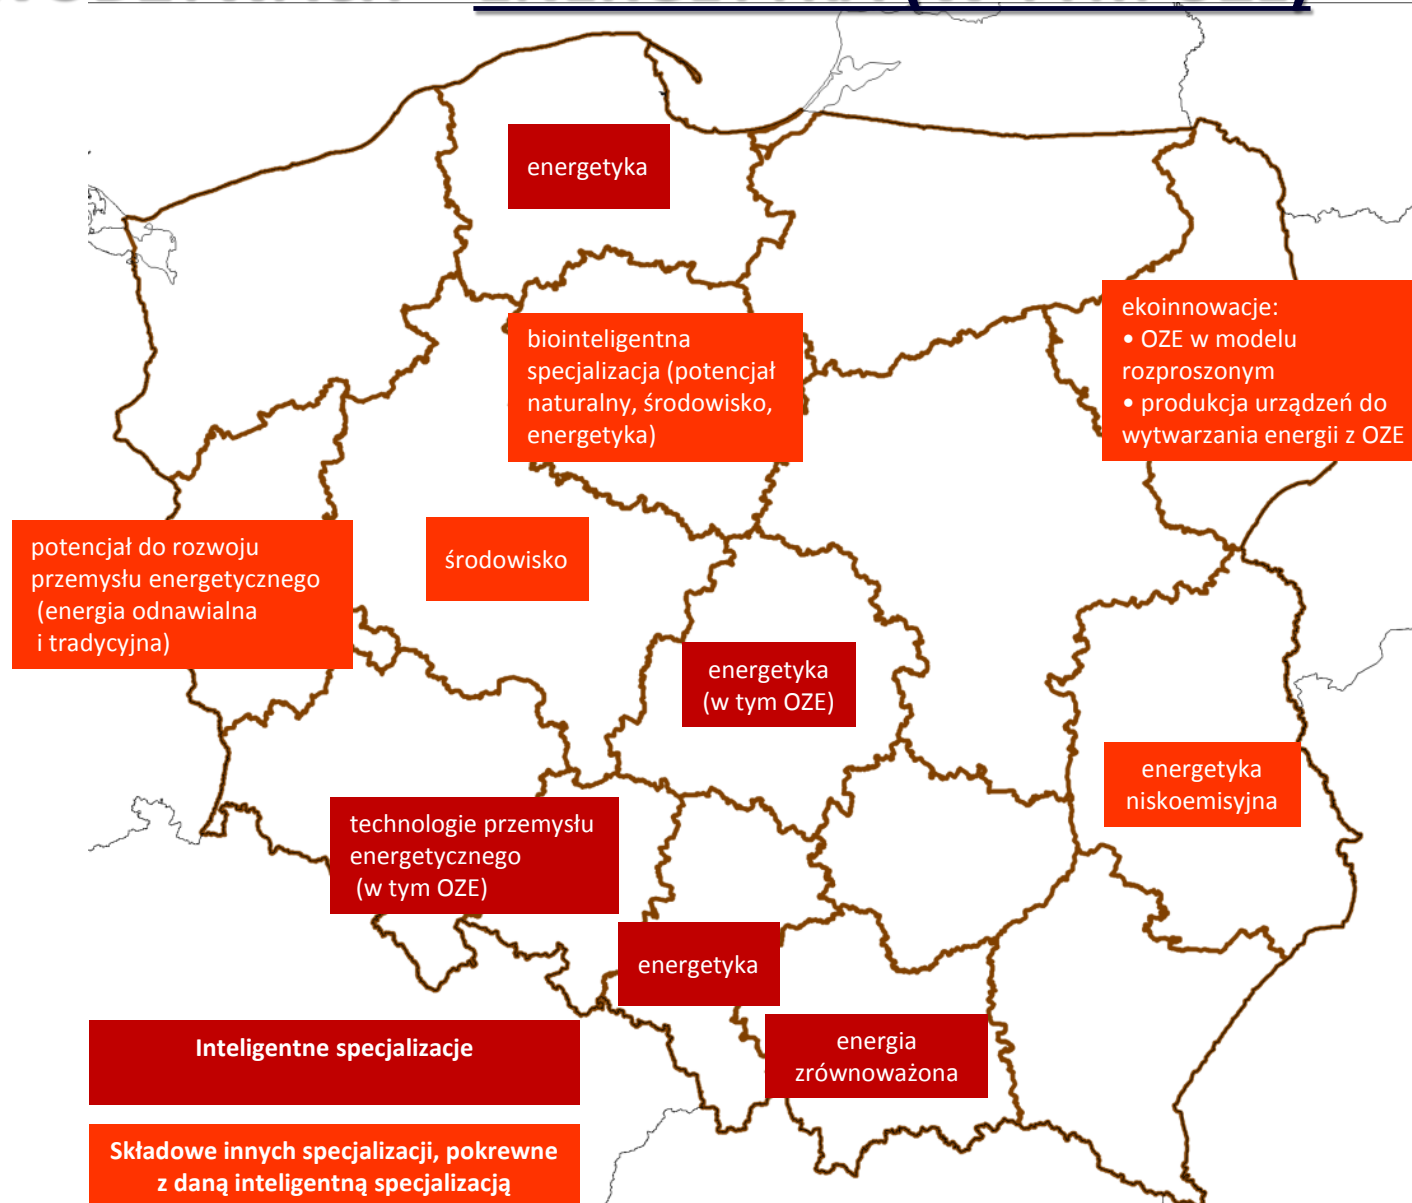 energetyka
biointeligentna
specjalizacja (potencjał
naturalny, środowisko,
energetyka)
ekoinnowacje:
• OZE w modelu
rozproszonym
• produkcja urządzeń do
wytwarzania energii z OZE
potencjał do rozwoju
przemysłu energetycznego
(energia odnawialna
i tradycyjna)
środowisko
energetyka
(w tym OZE)
energetyka
niskoemisyjna
technologie przemysłu
energetycznego
(w tym OZE)
energetyka
energia
zrównoważona
Inteligentne specjalizacje
Składowe innych specjalizacji, pokrewne
z daną inteligentną specjalizacją